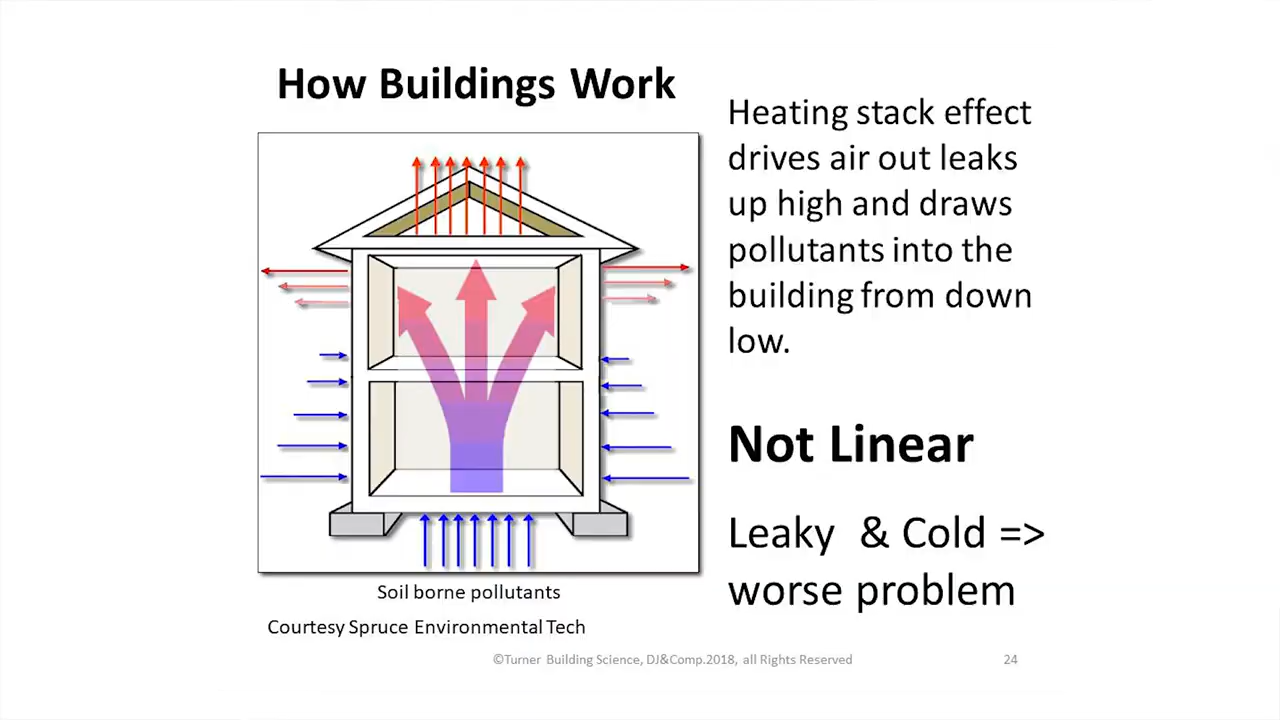 How Buildings Work
Heating stack effect
drives air out leaks
up high and draws
pollutants into the
building from down
low.
Not Linear
Leaky & Cold =>
worse problem
Soil borne pollutants
Courtesy Spruce Environmental Tech
©Turner Building Science, DJ&Comp.2018, all Rights Reserved
24